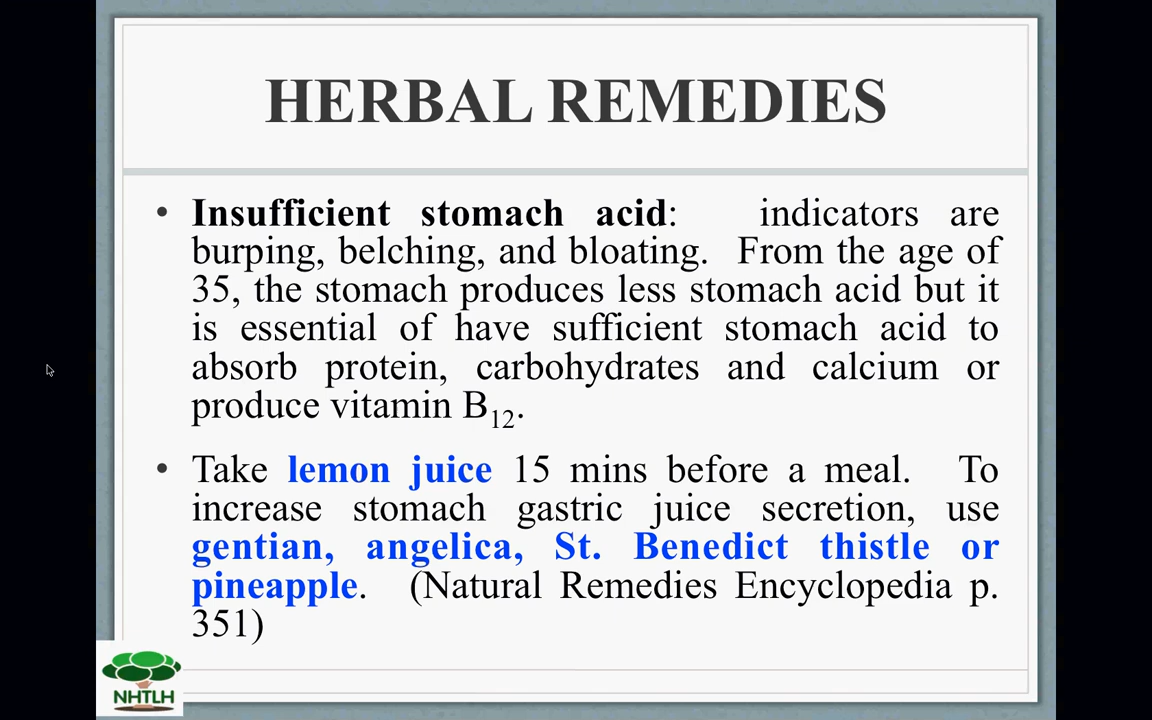 HERBAL REMEDIES
• Insufficient stomach acid: indicators are
burping, belching, and bloating. From the age of
35, the stomach produces less stomach acid but it
is essential of have sufficient stomach acid to
absorb protein, carbohydrates and calcium or
produce vitamin B₁₂.
• Take lemon juice 15 mins before a meal. To
increase stomach gastric juice secretion, use
gentian, angelica, St. Benedict thistle or
pineapple. (Natural Remedies Encyclopedia p.
351)
NHTLH